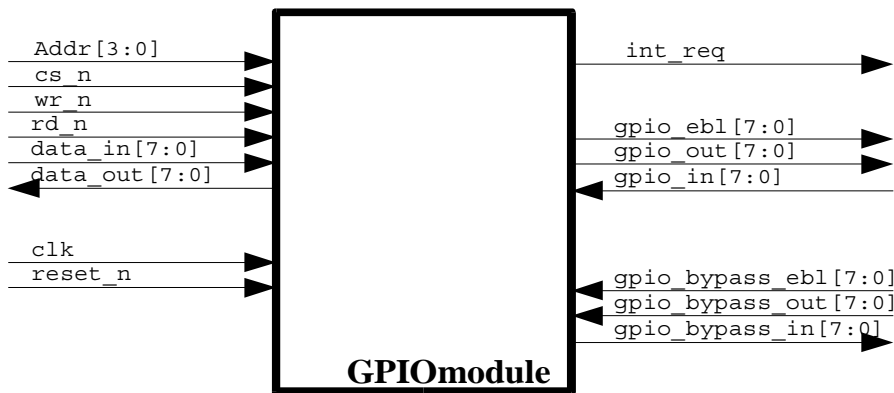 Addr[3:0]
cs_n
wr_n
rd_n
data_in[7:0]
data_out[7:0]
clk
reset_n
int_req
gpio_ebl[7:0]
gpio_out[7:0]
gpio_in[7:0]
gpio_bypass_ebl[7:0]
gpio_bypass_out[7:0]
gpio_bypass_in[7:0]
GPIOmodule